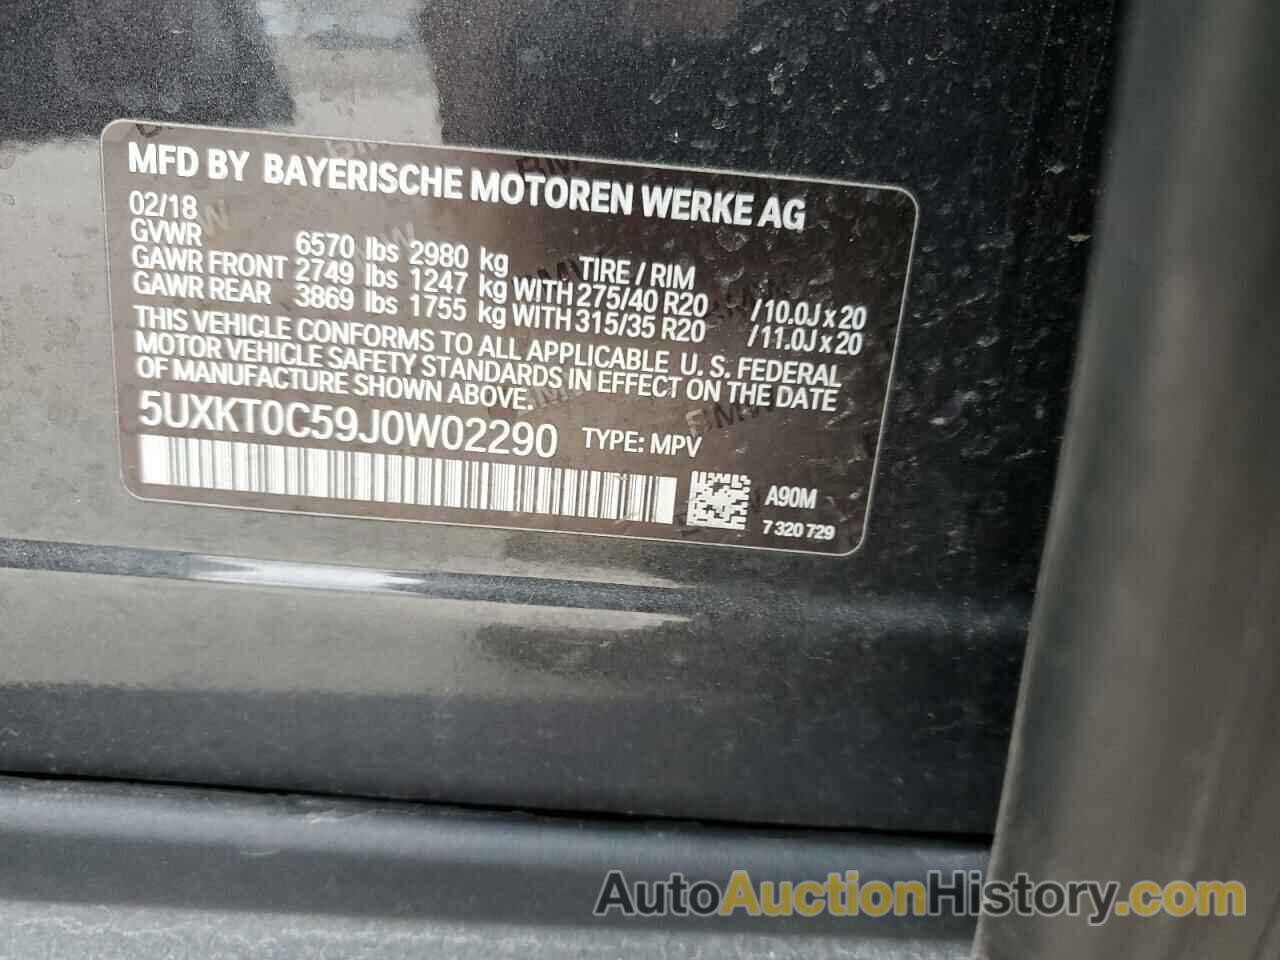 MFD BY BAYERISCHE MOTOREN WERKE AG
02/18
GVWR 6570 lbs 2980 kg TIRE / RIM
GAWR FRONT 2749 lbs 1247 kg WITH 275/40 R20 /10.0J x 20
GAWR REAR 3869 lbs 1755 kg WITH 315/35 R20 /11.0J x 20
THIS VEHICLE CONFORMS TO ALL APPLICABLE U. S. FEDERAL
MOTOR VEHICLE SAFETY STANDARDS IN EFFECT ON THE DATE
OF MANUFACTURE SHOWN ABOVE.
5UXKT0C59J0W02290 TYPE: MPV
A90M
7 320 729
AutoAuctionHistory.com